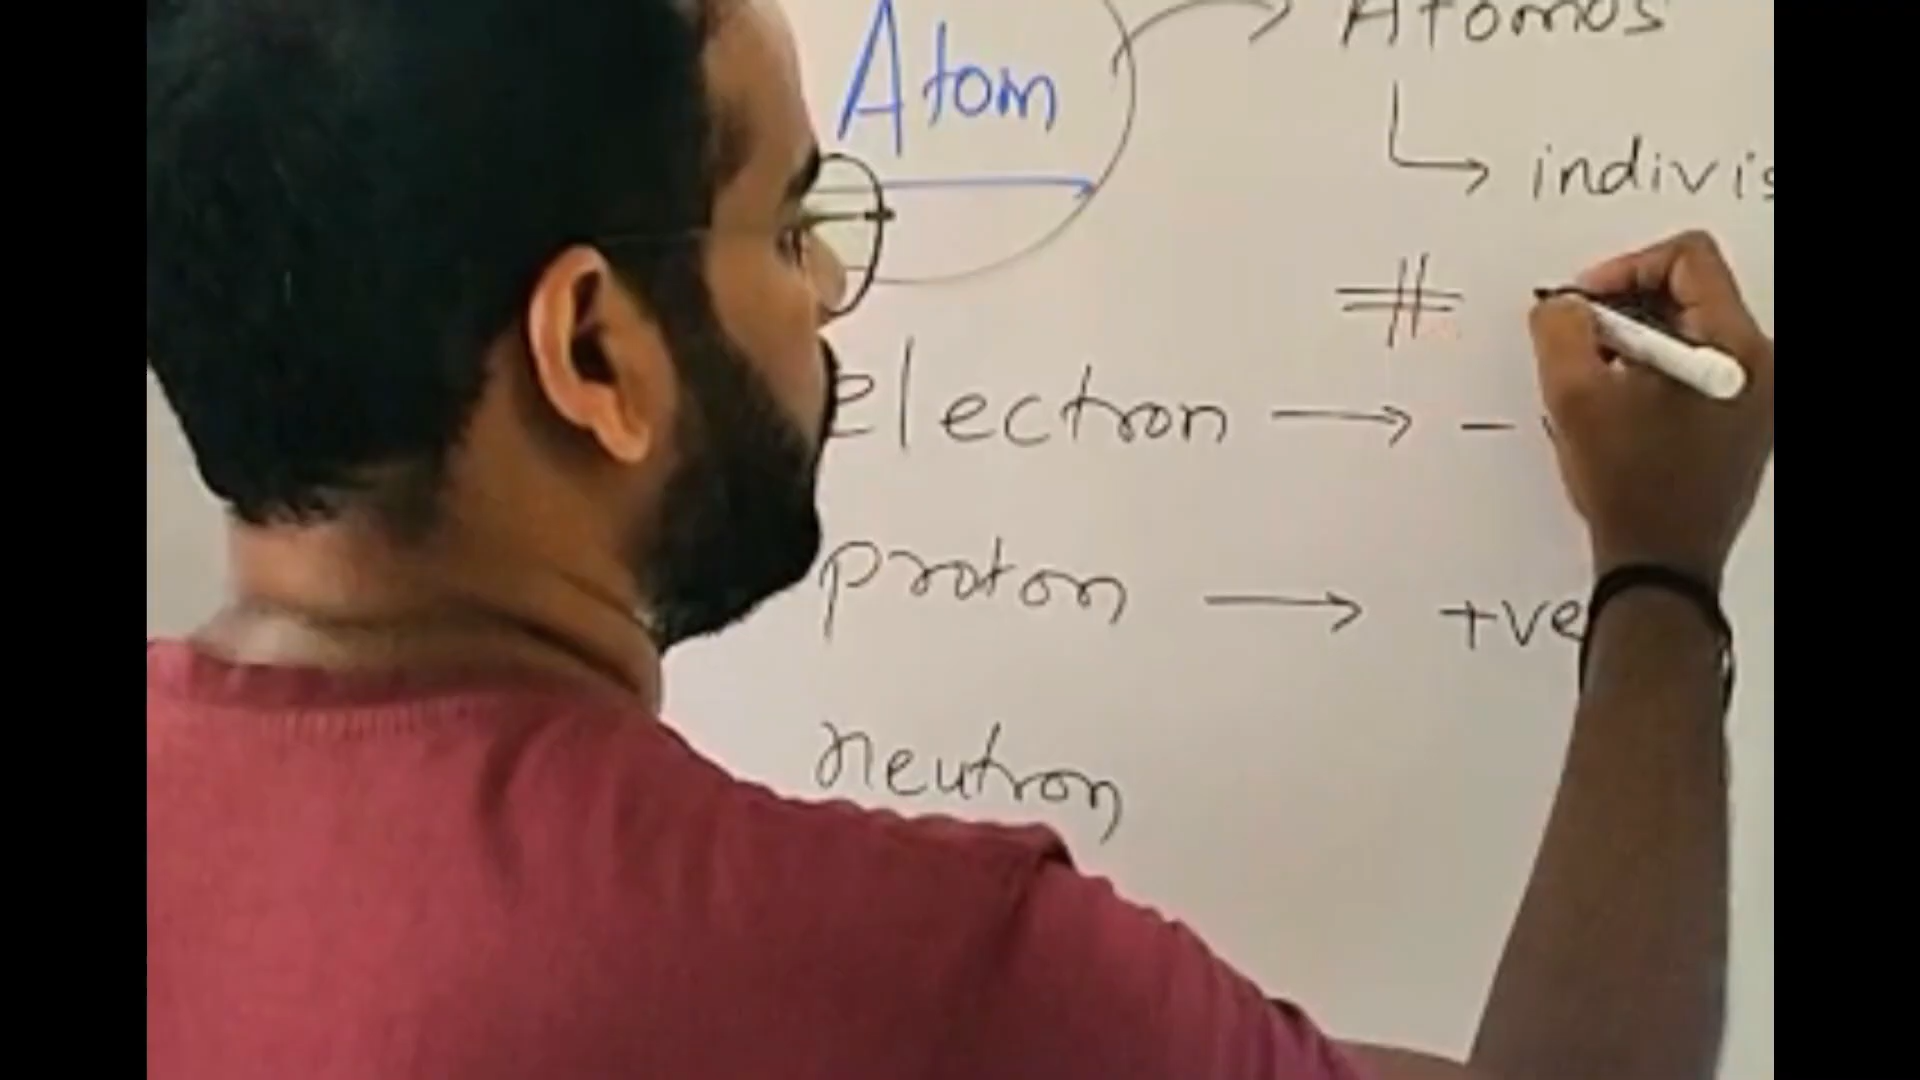 Atom → Atomos
↳ indivis
#
electron → -
proton → +ve
neutron